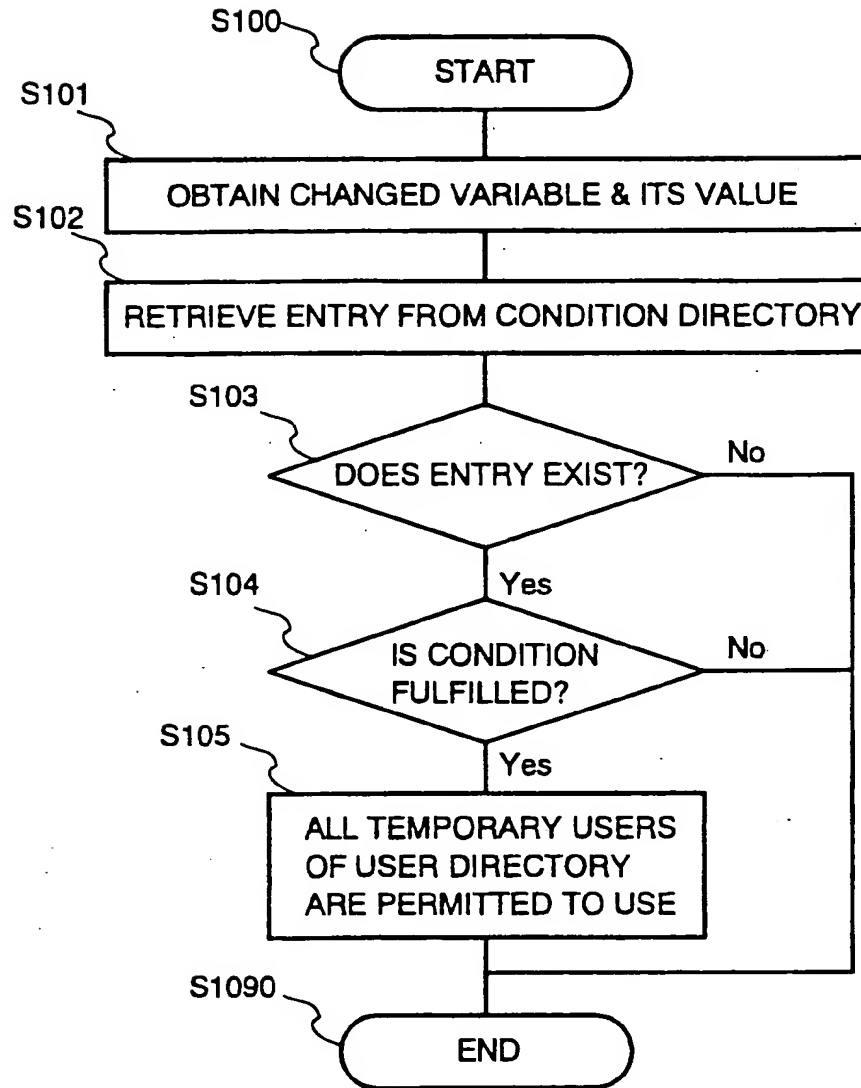 S100
START
S101
OBTAIN CHANGED VARIABLE & ITS VALUE
S102
RETRIEVE ENTRY FROM CONDITION DIRECTORY
S103
DOES ENTRY EXIST?
No
Yes
S104
IS CONDITION
FULFILLED?
No
Yes
S105
ALL TEMPORARY USERS
OF USER DIRECTORY
ARE PERMITTED TO USE
S1090
END